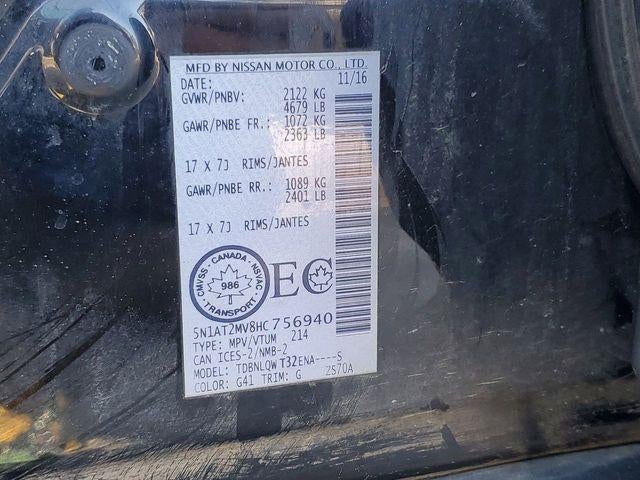 MFD BY NISSAN MOTOR CO., LTD.
DATE: 11/16
GVWR/PNBV: 2122 KG
4679 LB
GAWR/PNBE FR.: 1072 KG
2363 LB
17 X 7J RIMS/JANTES
GAWR/PNBE RR.: 1089 KG
2401 LB
17 X 7J RIMS/JANTES
CMVSS · CANADA · NSVAC
986
TRANSPORT
EC
5N1AT2MV8HC756940
TYPE: MPV/VTUM 214
CAN ICES-2/NMB-2
MODEL: TDBNLQWT32ENA----S
COLOR: G41 TRIM: G ZS70A